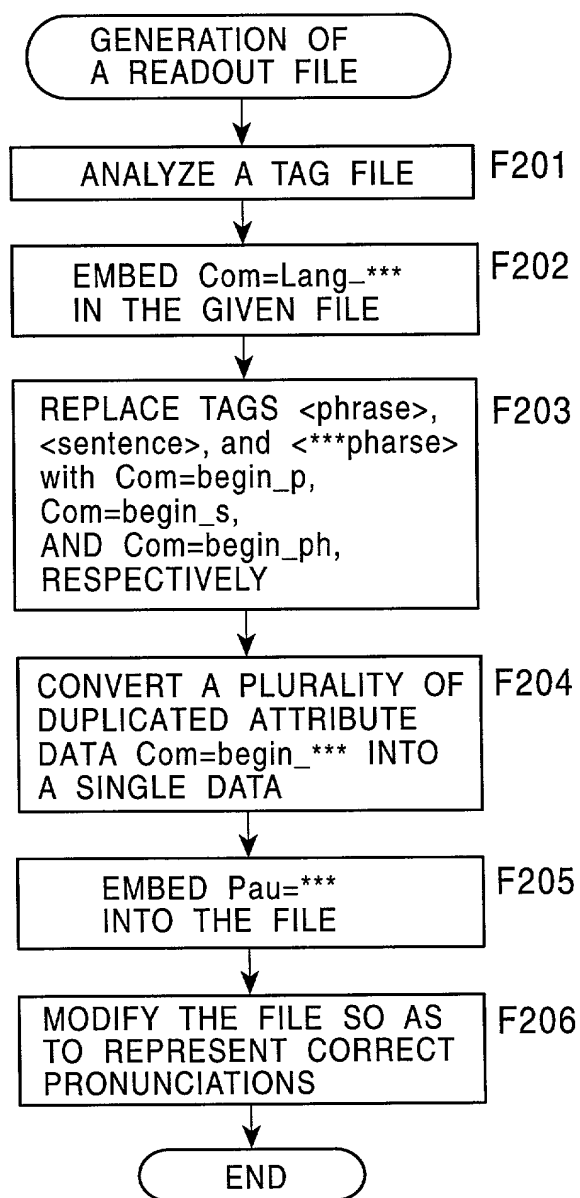 GENERATION OF
A READOUT FILE
ANALYZE A TAG FILE
F201
EMBED Com=Lang_***
IN THE GIVEN FILE
F202
REPLACE TAGS <phrase>,
<sentence>, and <***pharse>
with Com=begin_p,
Com=begin_s,
AND Com=begin_ph,
RESPECTIVELY
F203
CONVERT A PLURALITY OF
DUPLICATED ATTRIBUTE
DATA Com=begin_*** INTO
A SINGLE DATA
F204
EMBED Pau=***
INTO THE FILE
F205
MODIFY THE FILE SO AS
TO REPRESENT CORRECT
PRONUNCIATIONS
F206
END